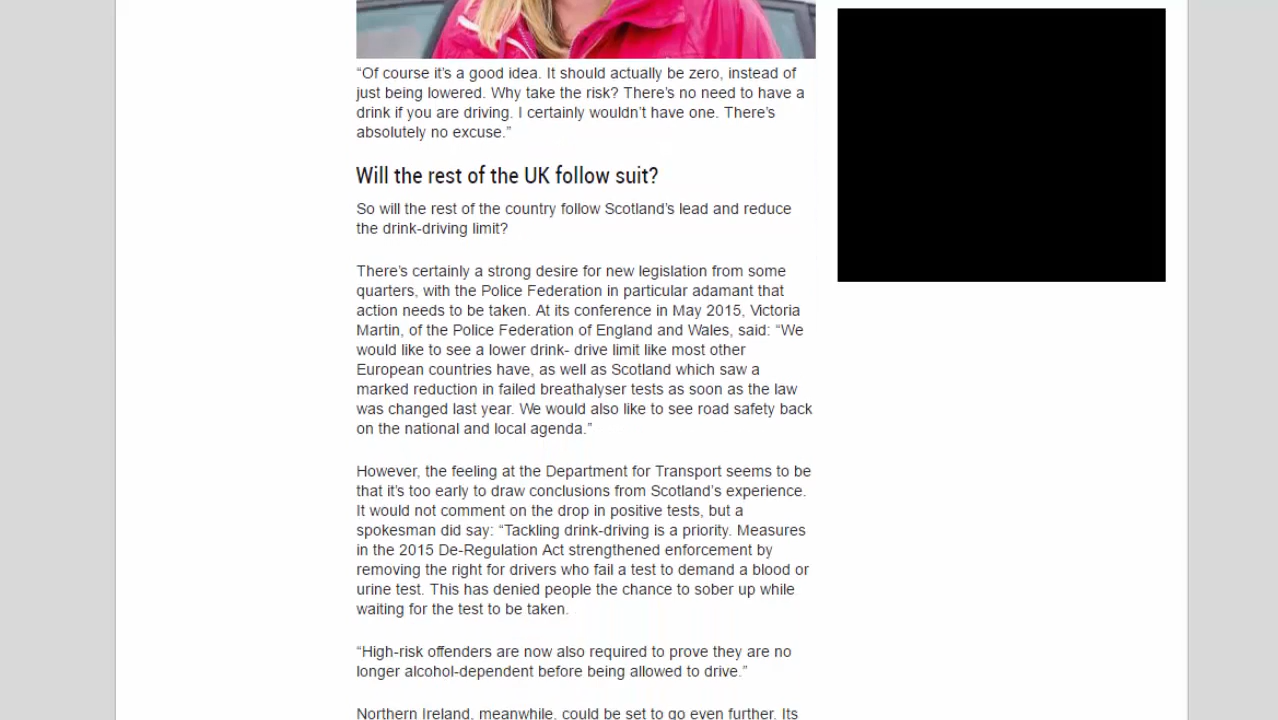 “Of course it’s a good idea. It should actually be zero, instead of
just being lowered. Why take the risk? There’s no need to have a
drink if you are driving. I certainly wouldn’t have one. There’s
absolutely no excuse.”
Will the rest of the UK follow suit?
So will the rest of the country follow Scotland’s lead and reduce
the drink-driving limit?
There’s certainly a strong desire for new legislation from some
quarters, with the Police Federation in particular adamant that
action needs to be taken. At its conference in May 2015, Victoria
Martin, of the Police Federation of England and Wales, said: “We
would like to see a lower drink- drive limit like most other
European countries have, as well as Scotland which saw a
marked reduction in failed breathalyser tests as soon as the law
was changed last year. We would also like to see road safety back
on the national and local agenda.”
However, the feeling at the Department for Transport seems to be
that it’s too early to draw conclusions from Scotland’s experience.
It would not comment on the drop in positive tests, but a
spokesman did say: “Tackling drink-driving is a priority. Measures
in the 2015 De-Regulation Act strengthened enforcement by
removing the right for drivers who fail a test to demand a blood or
urine test. This has denied people the chance to sober up while
waiting for the test to be taken.
“High-risk offenders are now also required to prove they are no
longer alcohol-dependent before being allowed to drive.”
Northern Ireland, meanwhile, could be set to go even further. Its